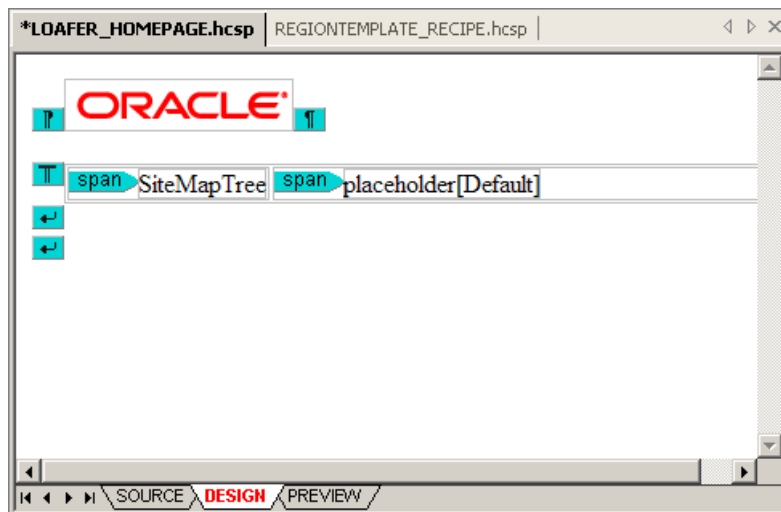 *LOAFER_HOMEPAGE.hcsp REGIONTEMPLATE_RECIPE.hcsp
ORACLE
span SiteMapTree span placeholder[Default]
SOURCE DESIGN PREVIEW